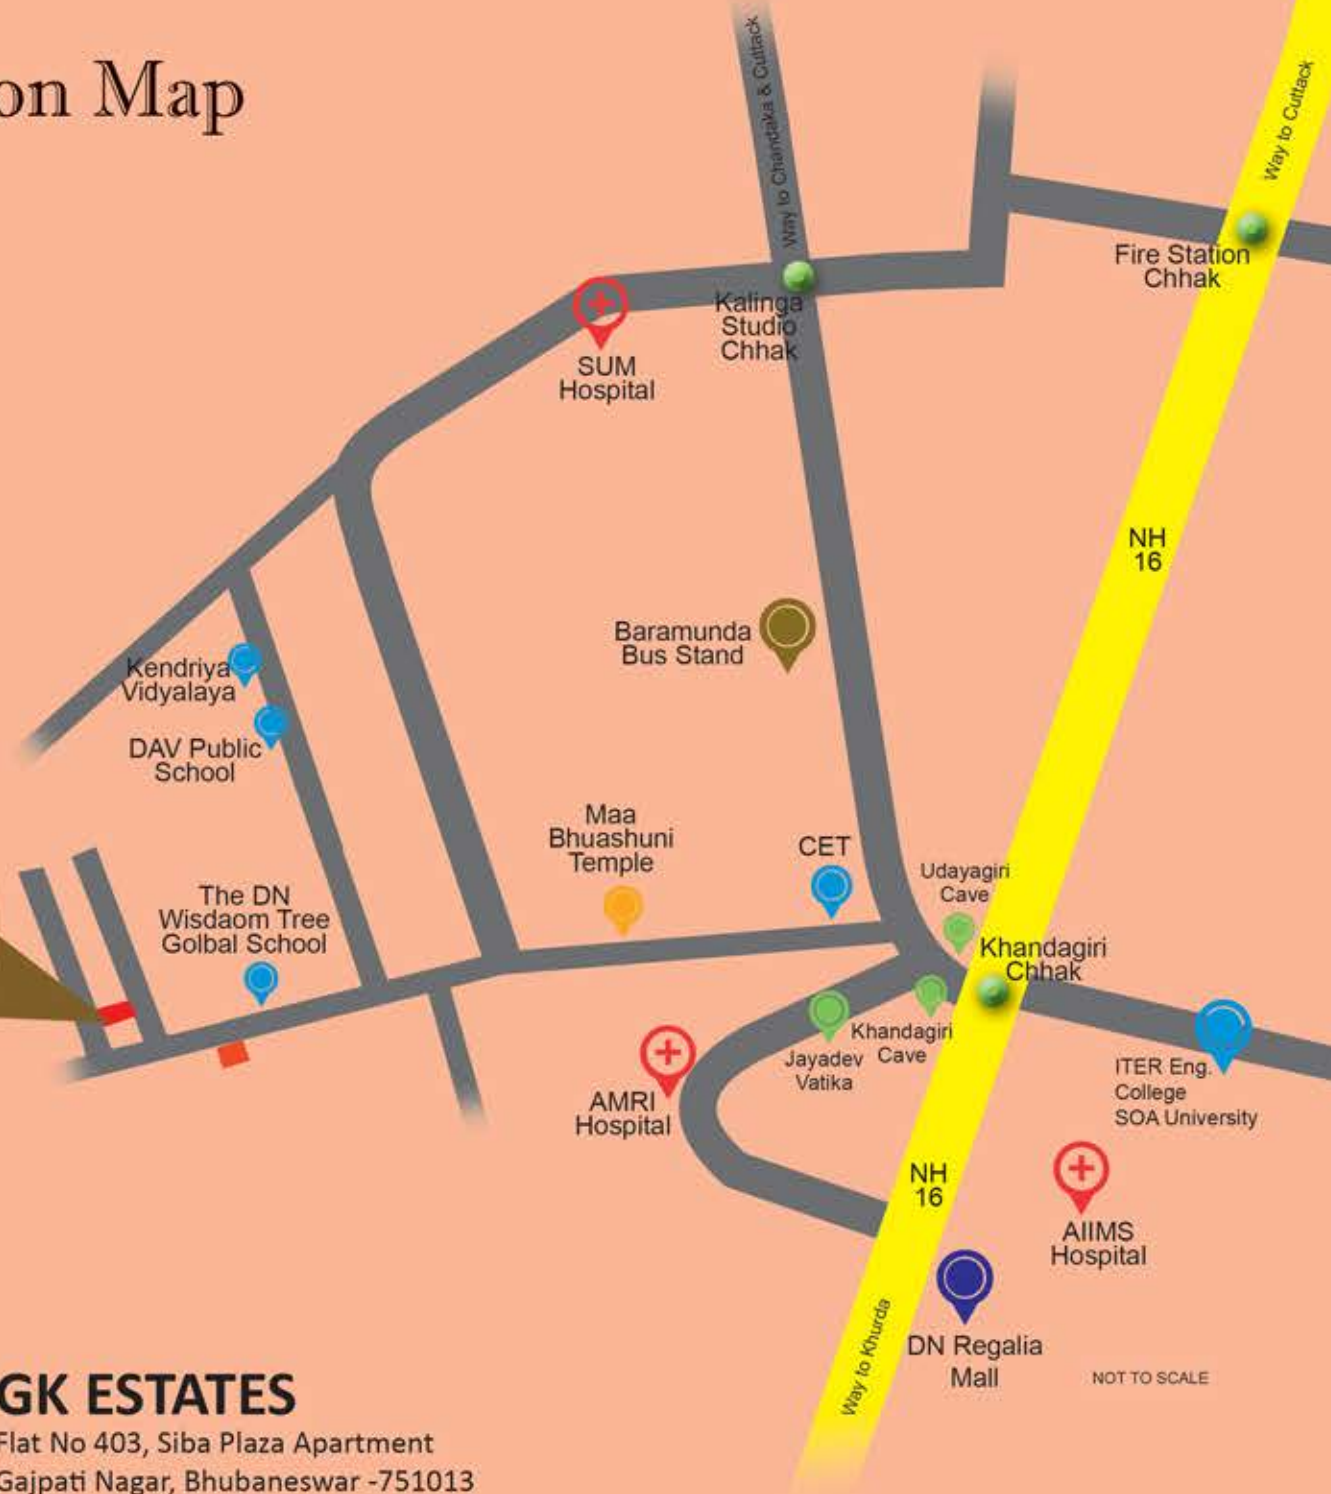 on Map
Way to Chandaka & Cuttack
Way to Cuttack
Fire Station
Chhak
Kalinga
Studio
Chhak
SUM
Hospital
NH
16
Baramunda
Bus Stand
Kendriya
Vidyalaya
DAV Public
School
Maa
Bhuashuni
Temple
CET
Udayagiri
Cave
The DN
Wisdaom Tree
Golbal School
Khandagiri
Chhak
Khandagiri
Cave
Jayadev
Vatika
AMRI
Hospital
ITER Eng.
College
SOA University
NH
16
AIIMS
Hospital
Way to Khurda
DN Regalia
Mall
NOT TO SCALE
GK ESTATES
Flat No 403, Siba Plaza Apartment
Gajpati Nagar, Bhubaneswar -751013